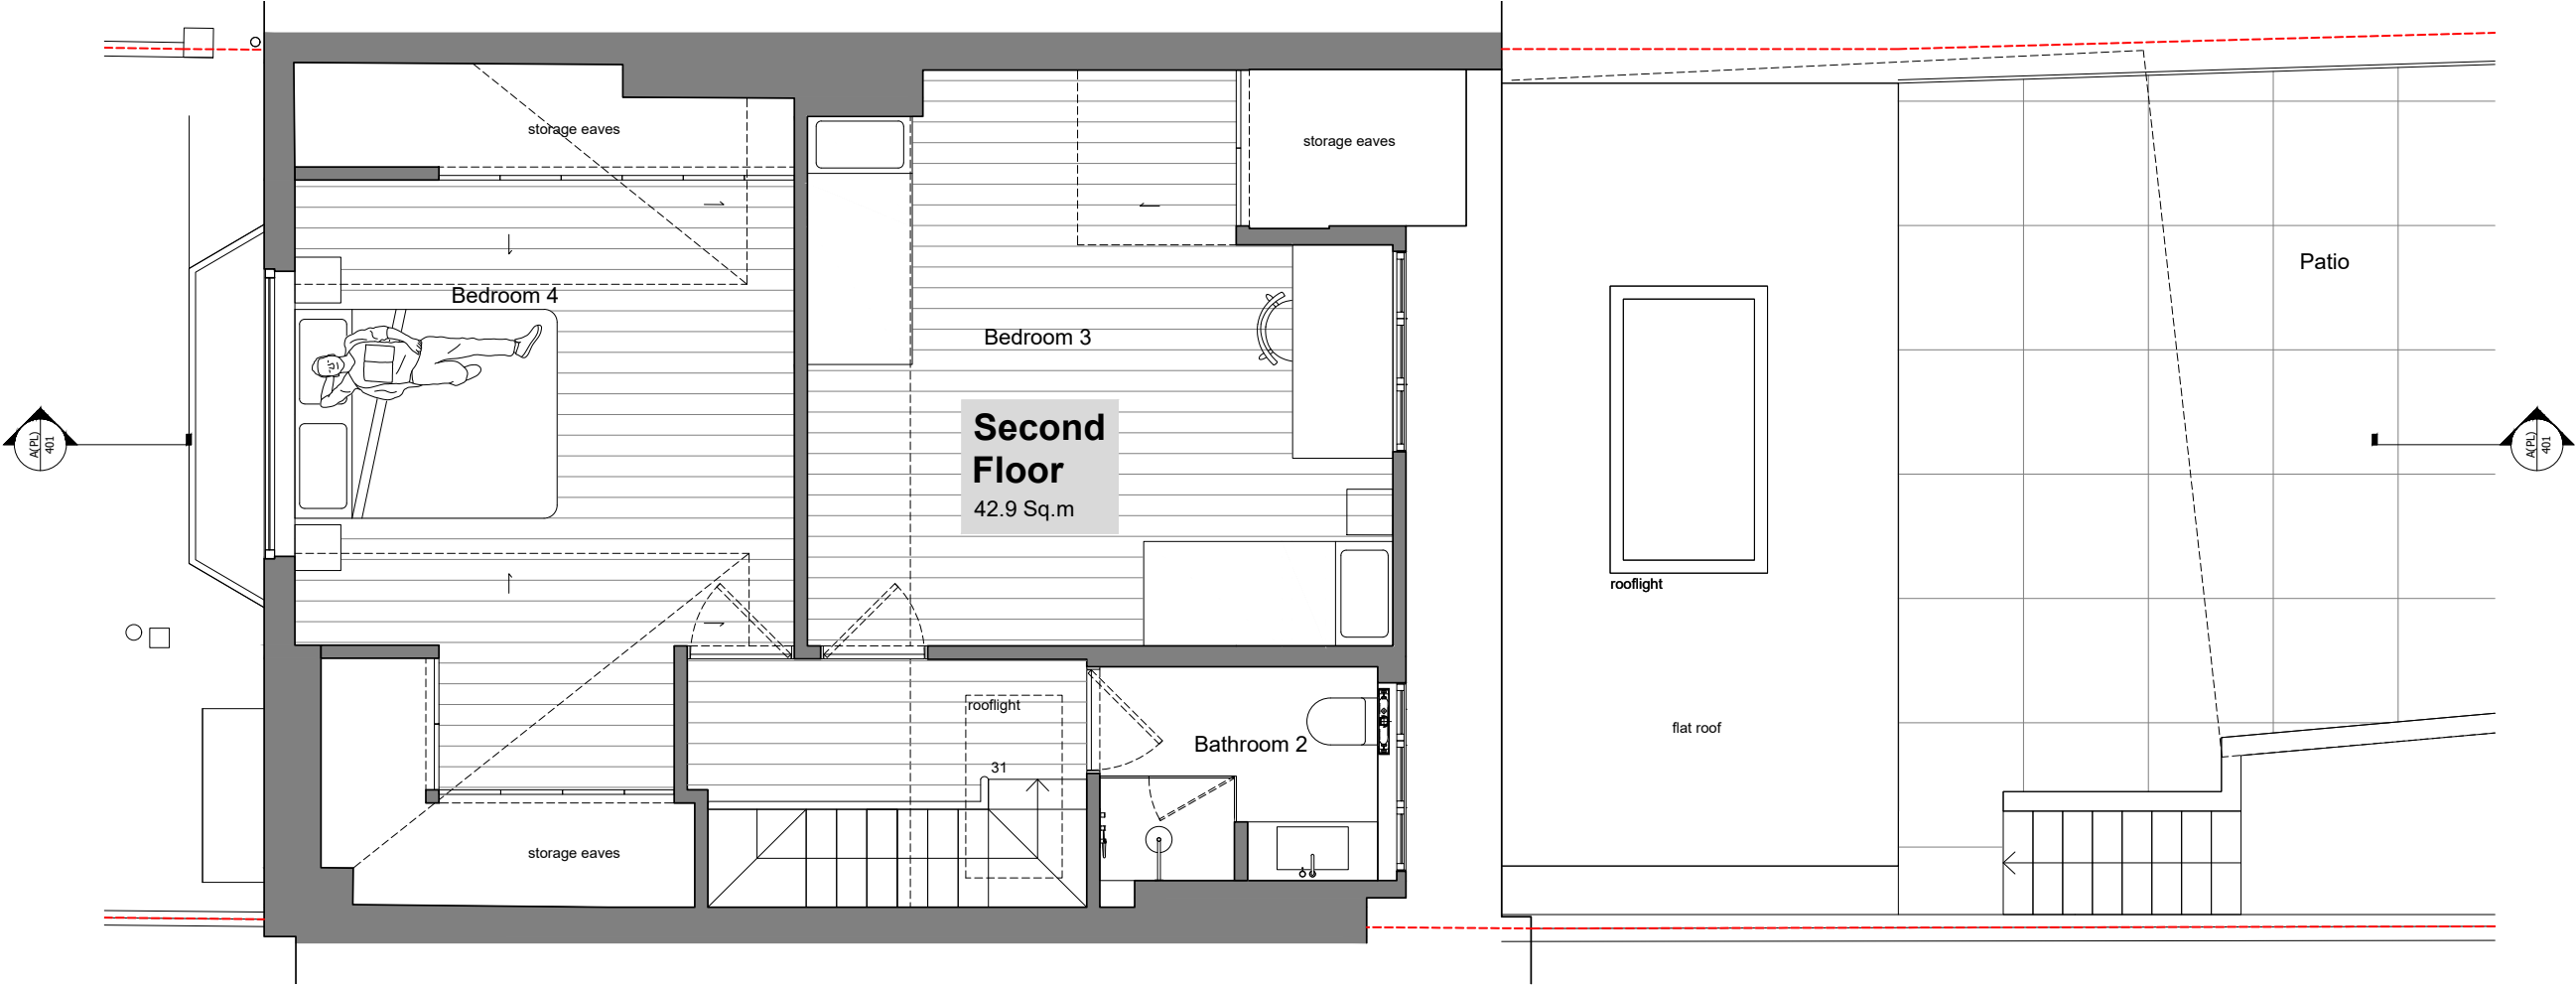 storage eaves
storage eaves
Patio
Bedroom 4
Bedroom 3
Second
Floor
42.9 Sq.m
A(PL)
401
A(PL)
401
rooflight
rooflight
flat roof
Bathroom 2
31
storage eaves